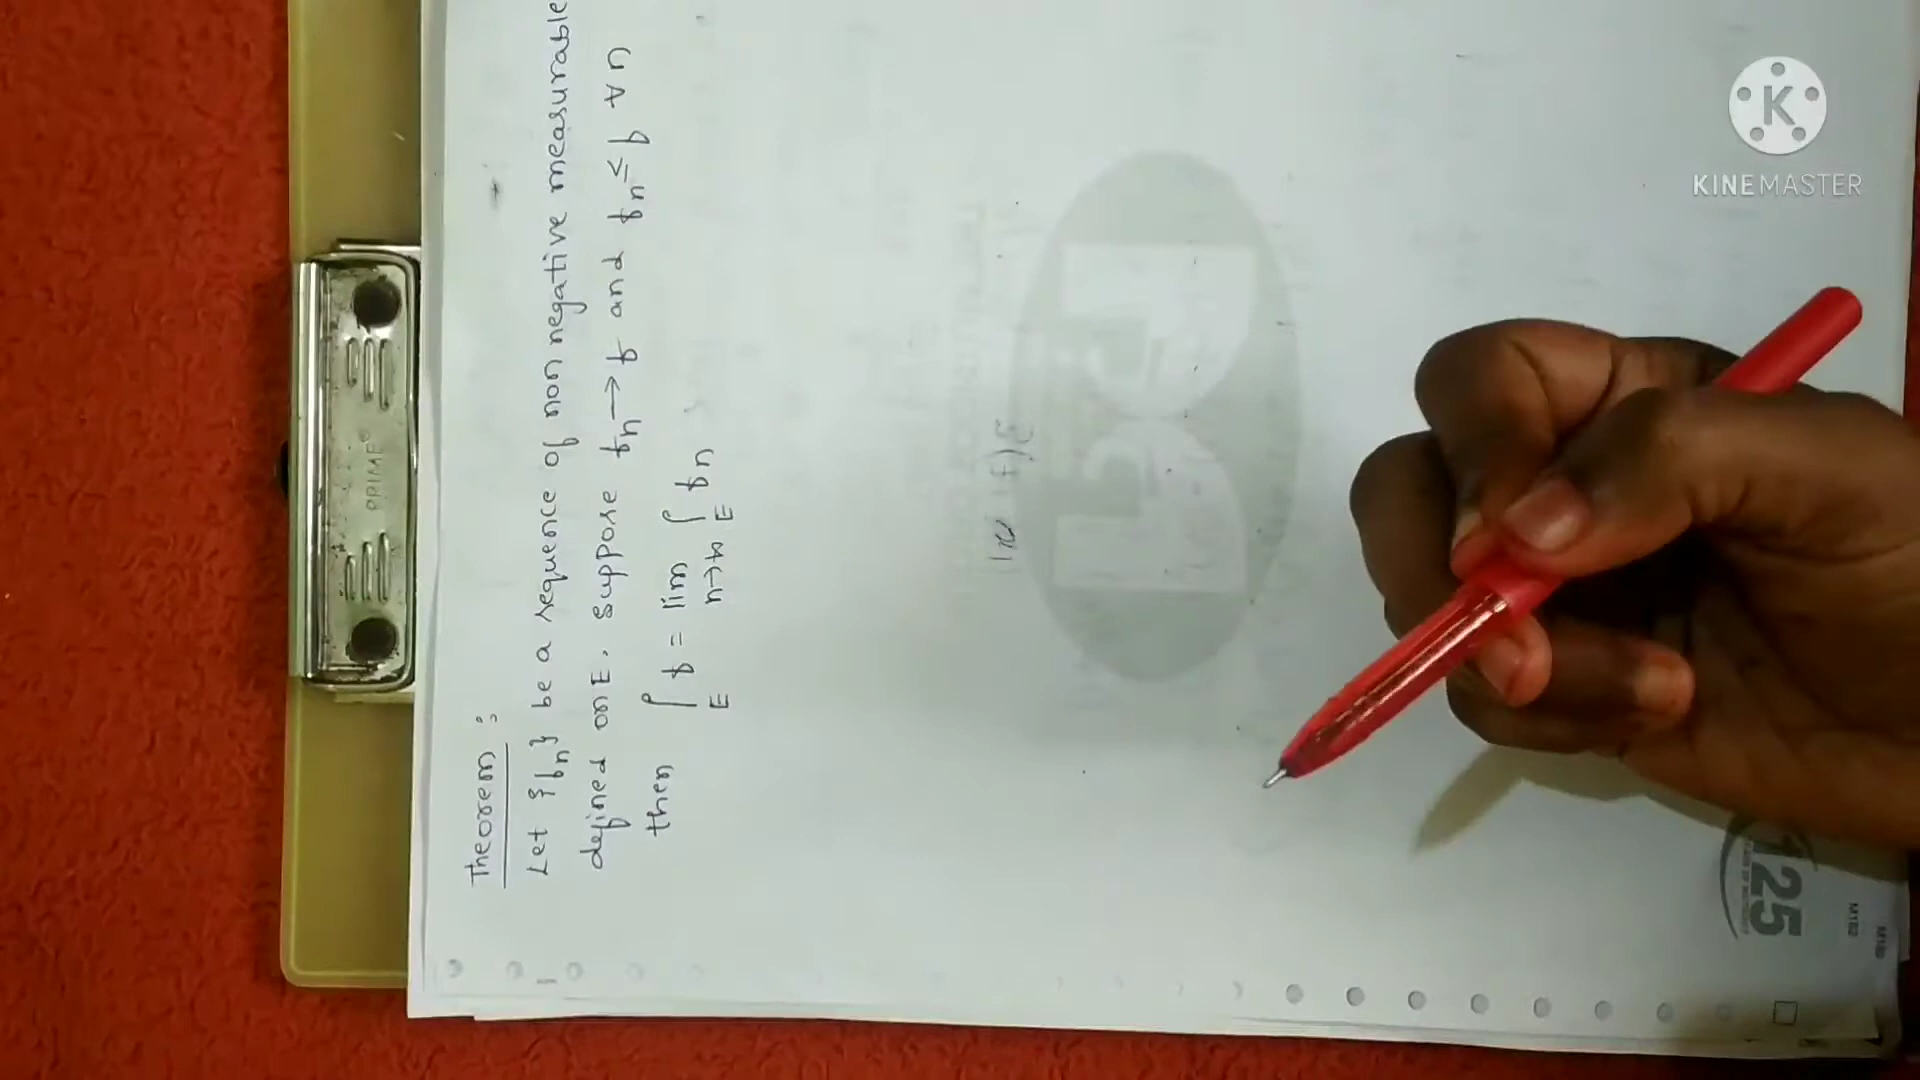 Theorem :
Let {fn} be a sequence of non negative measurable
defined on E. Suppose fn → f and fn ≤ f ∀ n
then ∫E f = lim n→∞ ∫E fn
PRIME
K
KINEMASTER
125
M182